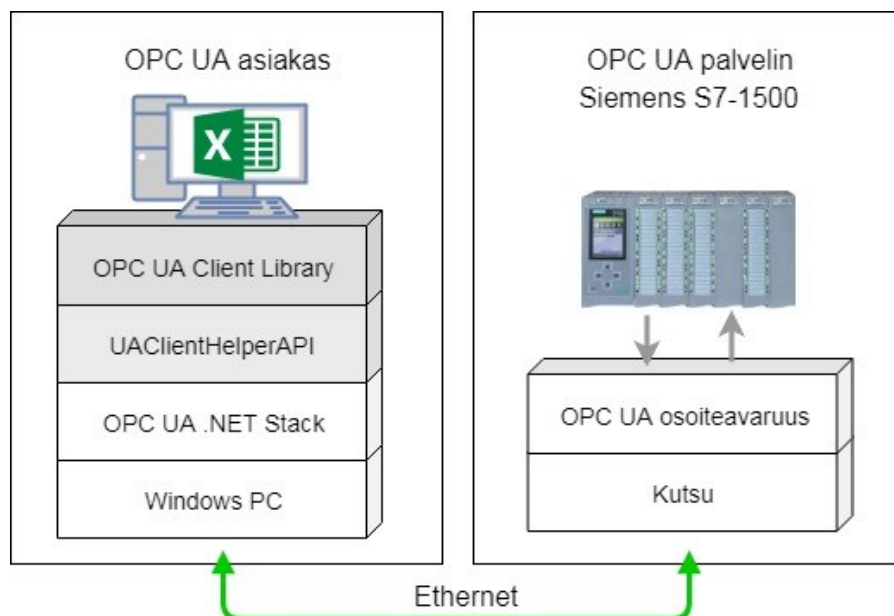 OPC UA asiakas
X
OPC UA Client Library
UAClientHelperAPI
OPC UA .NET Stack
Windows PC
OPC UA palvelin
Siemens S7-1500
OPC UA osoiteavaruus
Kutsu
Ethernet